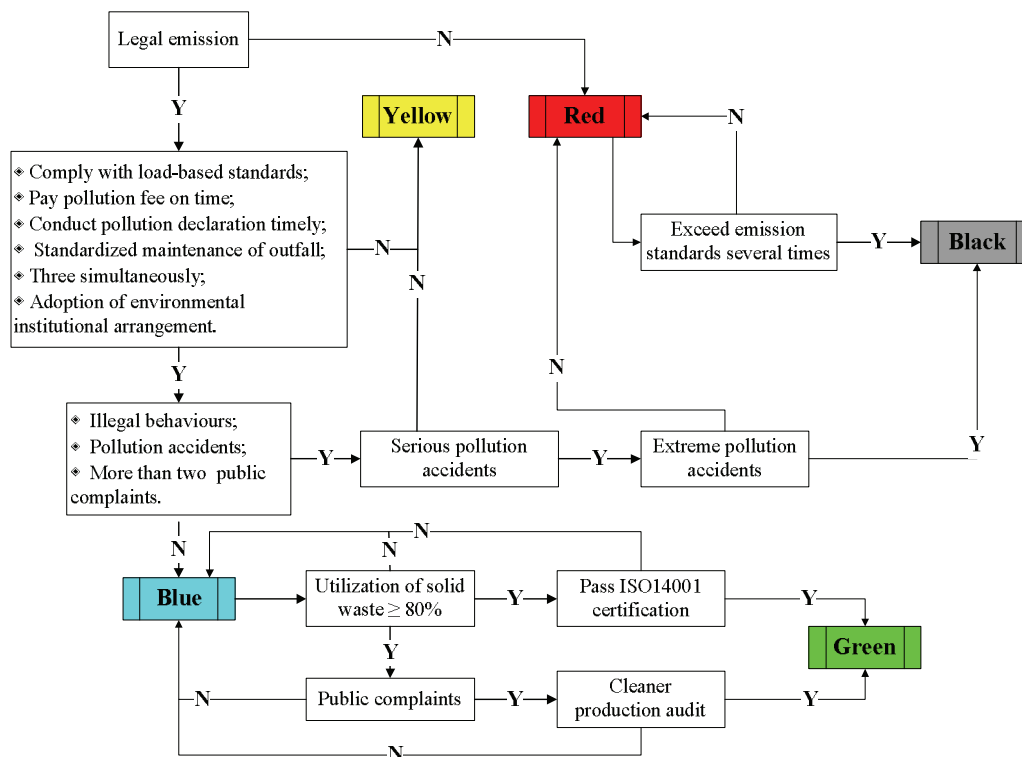 Legal emission
N
Y
Yellow
Red
N
◈ Comply with load-based standards;
◈ Pay pollution fee on time;
◈ Conduct pollution declaration timely;
◈ Standardized maintenance of outfall;
◈ Three simultaneously;
◈ Adoption of environmental
institutional arrangement.
N
N
Exceed emission
standards several times
Y
Black
Y
N
◈ Illegal behaviours;
◈ Pollution accidents;
◈ More than two public
complaints.
Y
Serious pollution
accidents
Y
Extreme pollution
accidents
Y
N
N
N
Blue
Utilization of solid
waste ≥ 80%
Y
Pass ISO14001
certification
Y
Green
Y
N
Public complaints
Y
Cleaner
production audit
Y
N